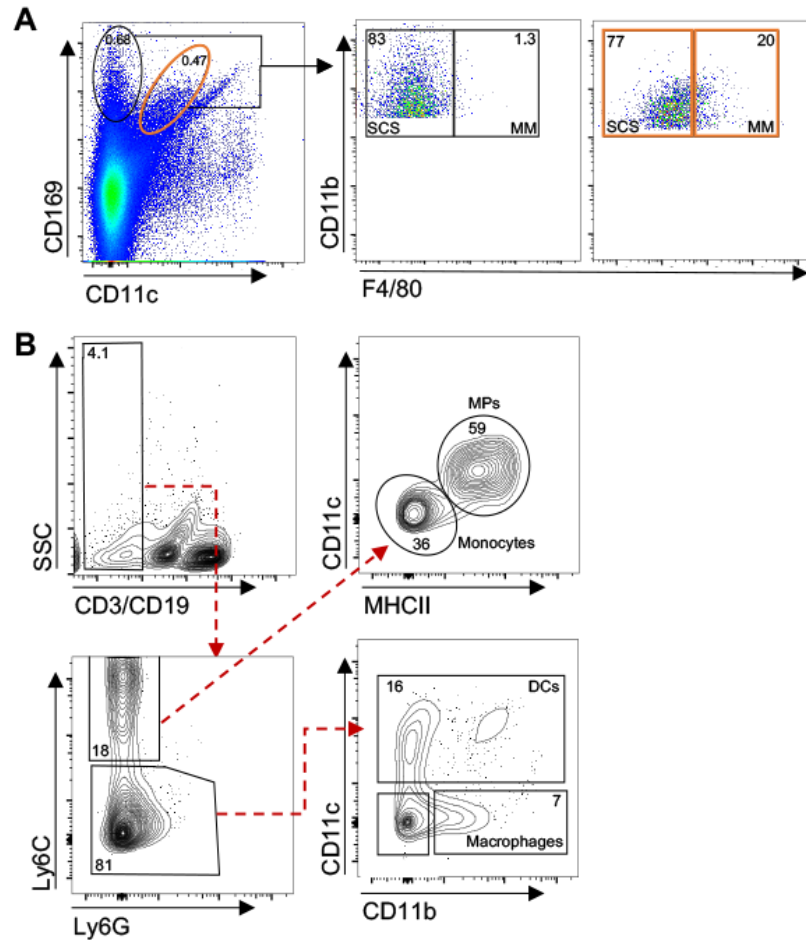 A
0.68
0.47
CD169
CD11c
83
1.3
SCS
MM
77
20
SCS
MM
CD11b
F4/80
B
4.1
SSC
CD3/CD19
MPs
59
36
Monocytes
CD11c
MHCII
18
81
Ly6C
Ly6G
16
DCs
7
Macrophages
CD11c
CD11b